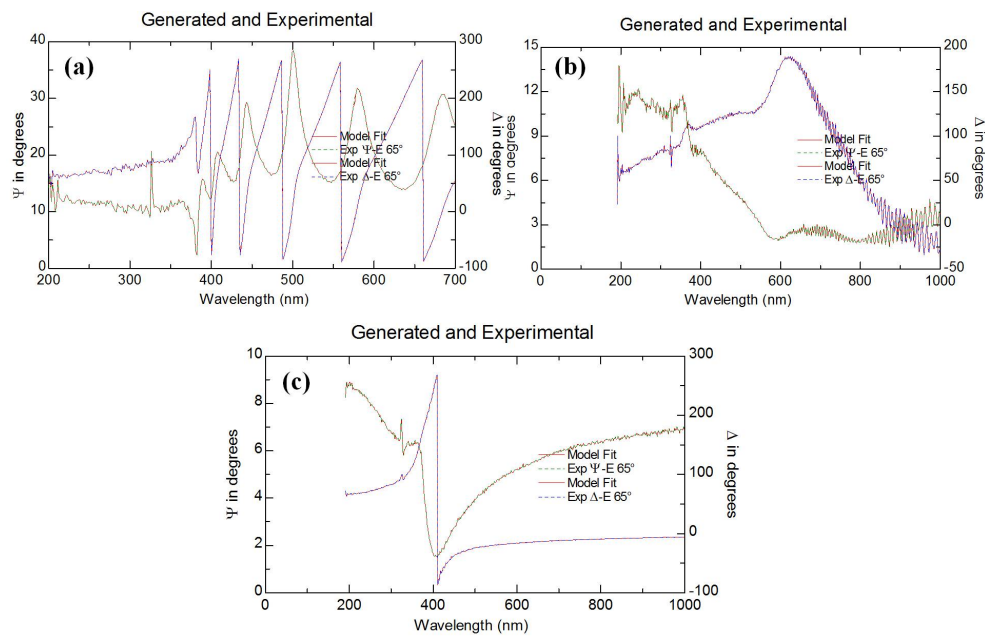 Generated and Experimental
(a)
40
30
20
10
0
Ψ in degrees
300
200
100
0
-100
Δ in degrees
Model Fit
Exp Ψ-E 65°
Model Fit
Exp Δ-E 65°
200 300 400 500 600 700
Wavelength (nm)
Generated and Experimental
(b)
15
12
9
6
3
0
Ψ in degrees
200
150
100
50
0
-50
Δ in degrees
Model Fit
Exp Ψ-E 65°
Model Fit
Exp Δ-E 65°
0 200 400 600 800 1000
Wavelength (nm)
Generated and Experimental
(c)
10
8
6
4
2
0
Ψ in degrees
300
200
100
0
-100
Δ in degrees
Model Fit
Exp Ψ-E 65°
Model Fit
Exp Δ-E 65°
0 200 400 600 800 1000
Wavelength (nm)